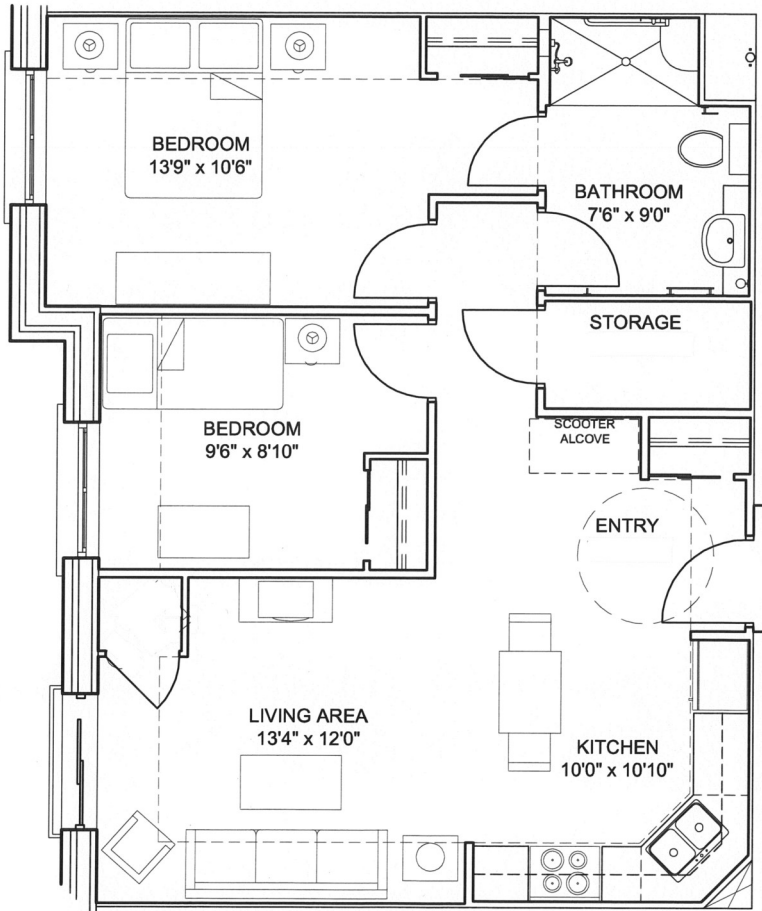 BEDROOM
13'9" x 10'6"
BATHROOM
7'6" x 9'0"
STORAGE
BEDROOM
9'6" x 8'10"
SCOOTER
ALCOVE
ENTRY
LIVING AREA
13'4" x 12'0"
KITCHEN
10'0" x 10'10"